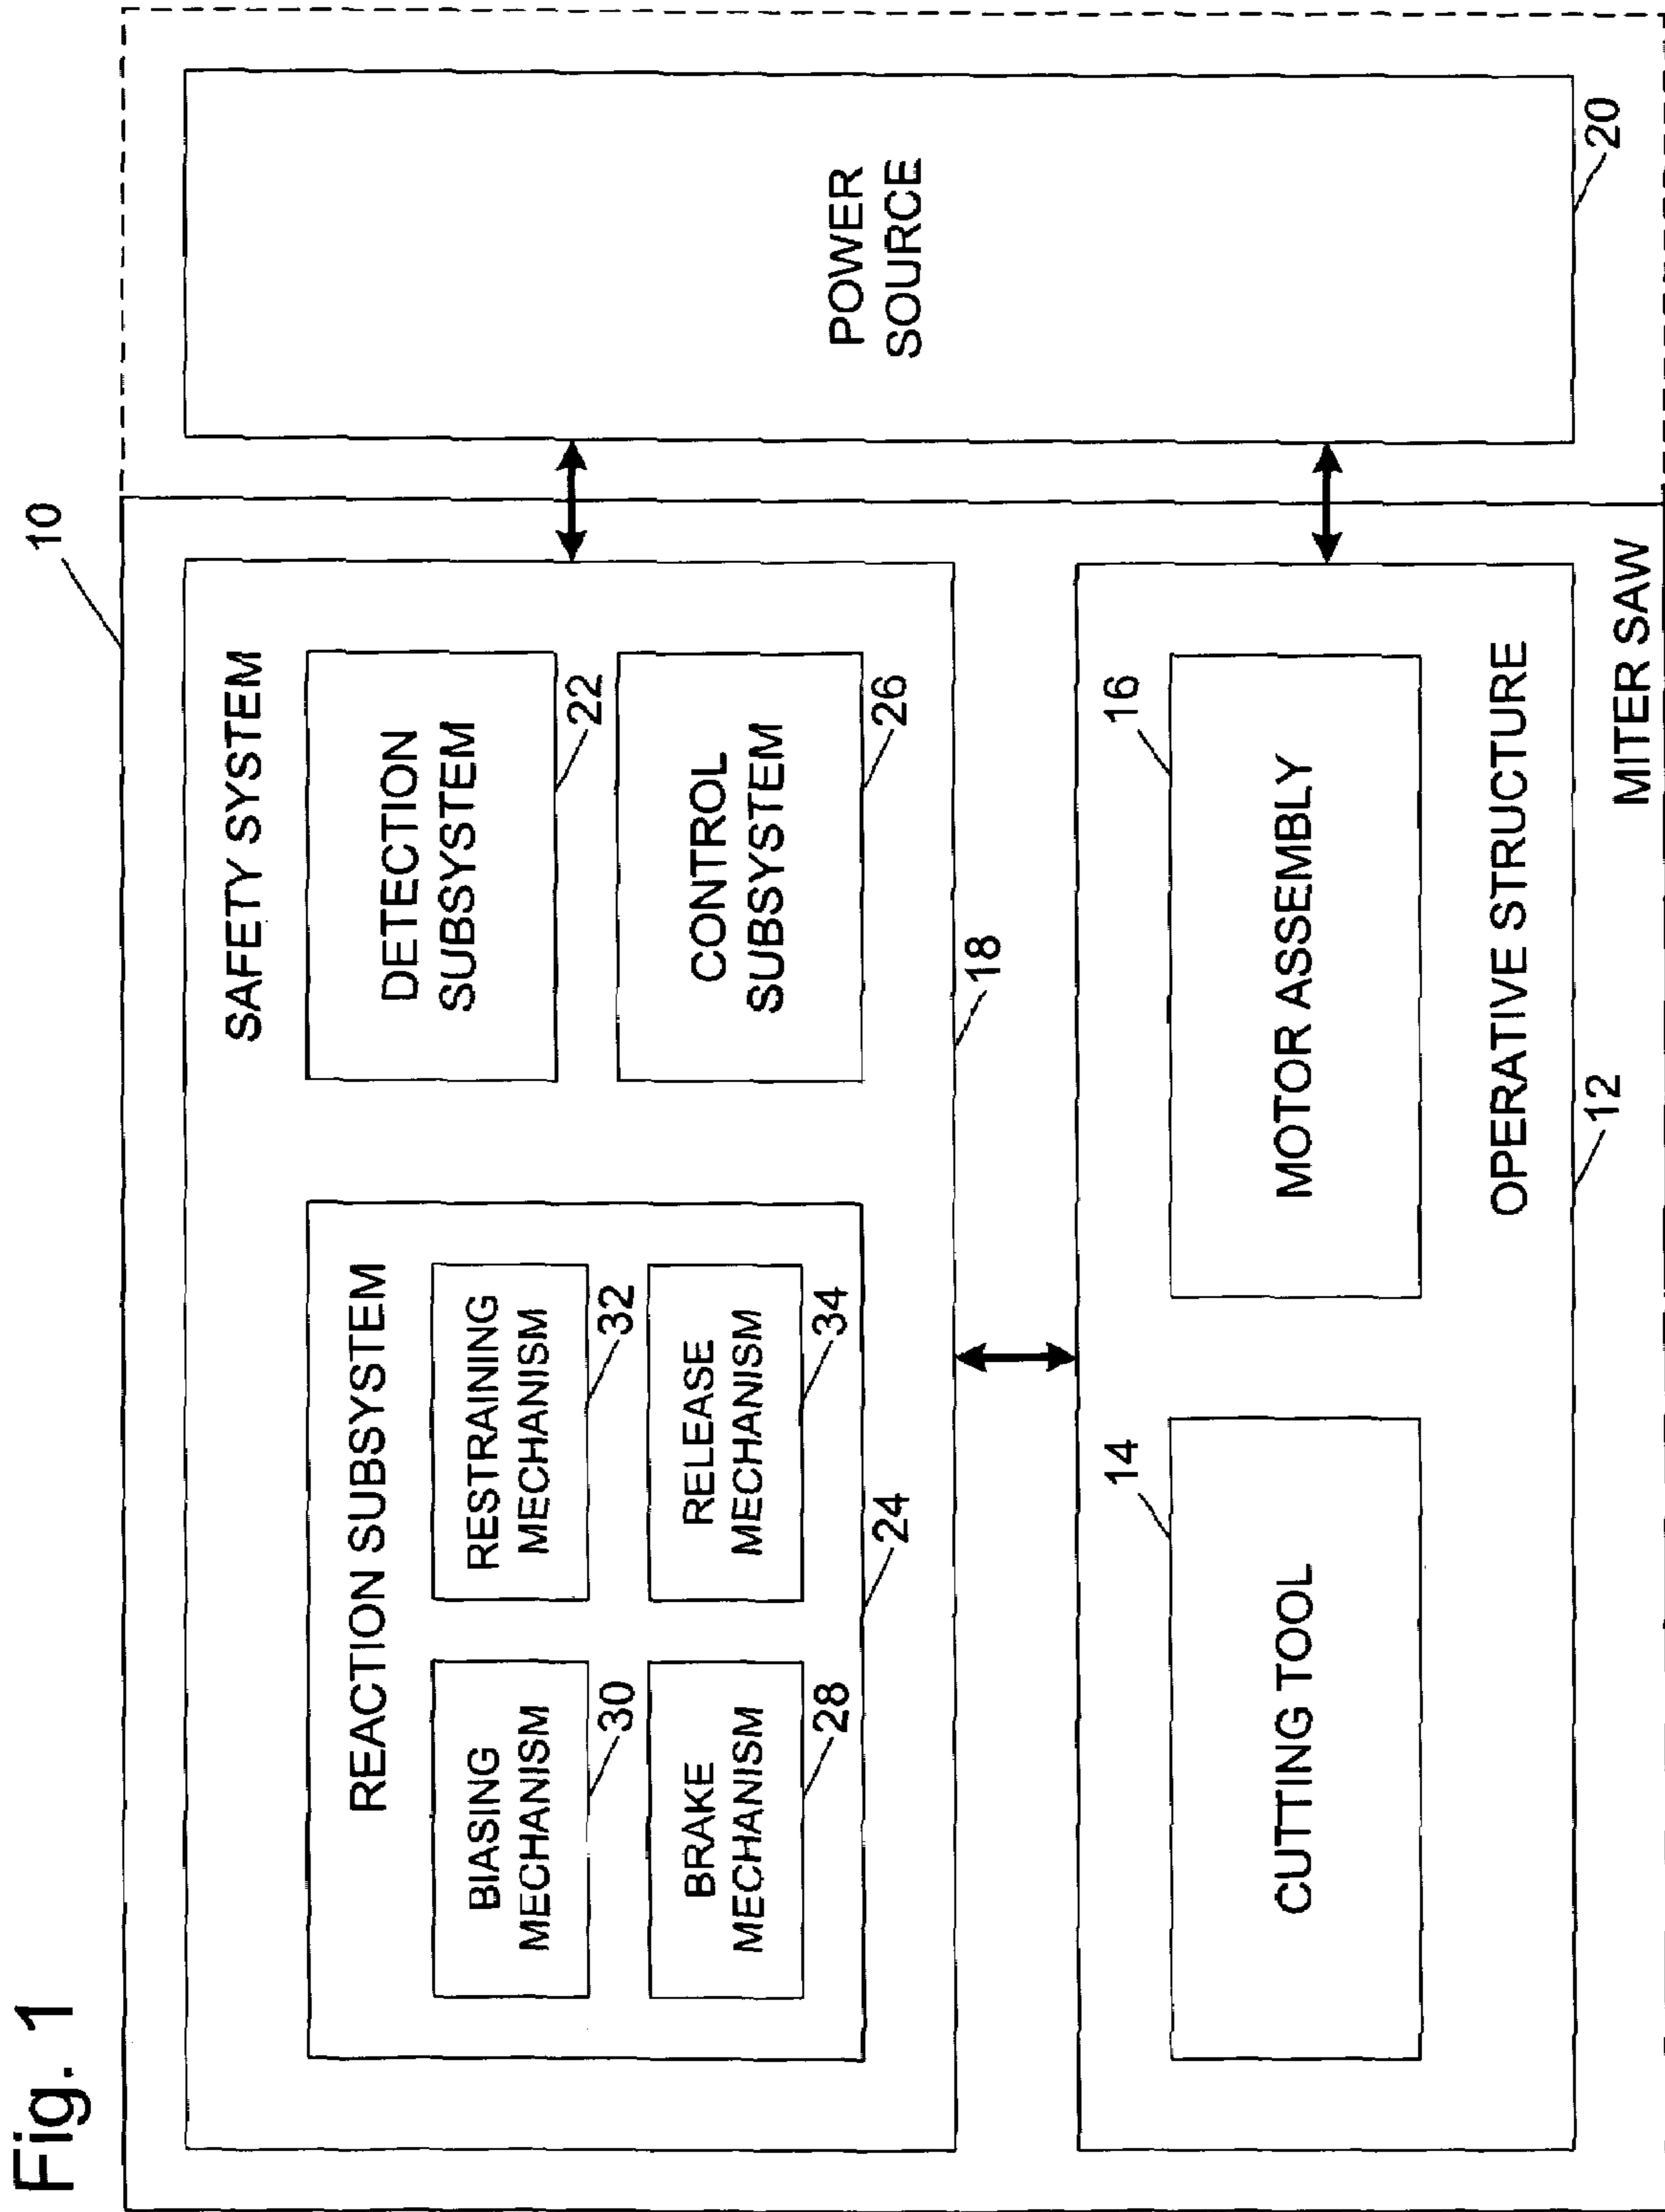 Fig. 1
10
SAFETY SYSTEM
REACTION SUBSYSTEM
BIASING
MECHANISM
30
RESTRAINING
MECHANISM
32
BRAKE
MECHANISM
28
RELEASE
MECHANISM
34
24
DETECTION
SUBSYSTEM
22
CONTROL
SUBSYSTEM
26
18
POWER
SOURCE
20
14
CUTTING TOOL
16
MOTOR ASSEMBLY
OPERATIVE STRUCTURE
12
MITER SAW